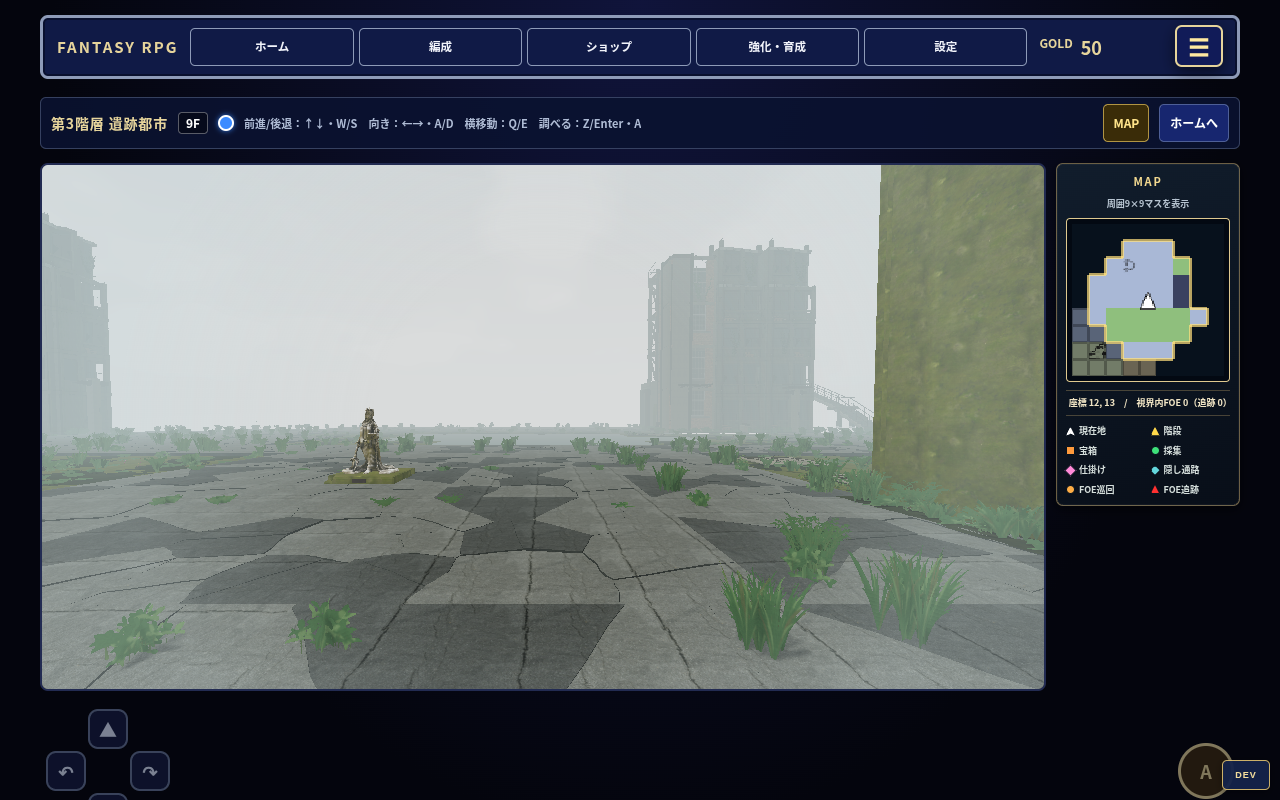 FANTASY RPG
ホーム
編成
ショップ
強化・育成
設定
GOLD 50
第3階層 遺跡都市
9F
前進/後退：↑↓・W/S　向き：←→・A/D　横移動：Q/E　調べる：Z/Enter・A
MAP
ホームへ
MAP
周囲9×9マスを表示
座標 12, 13　/　視界内FOE 0（追跡 0）
現在地
階段
宝箱
採集
仕掛け
隠し通路
FOE巡回
FOE追跡
A
DEV